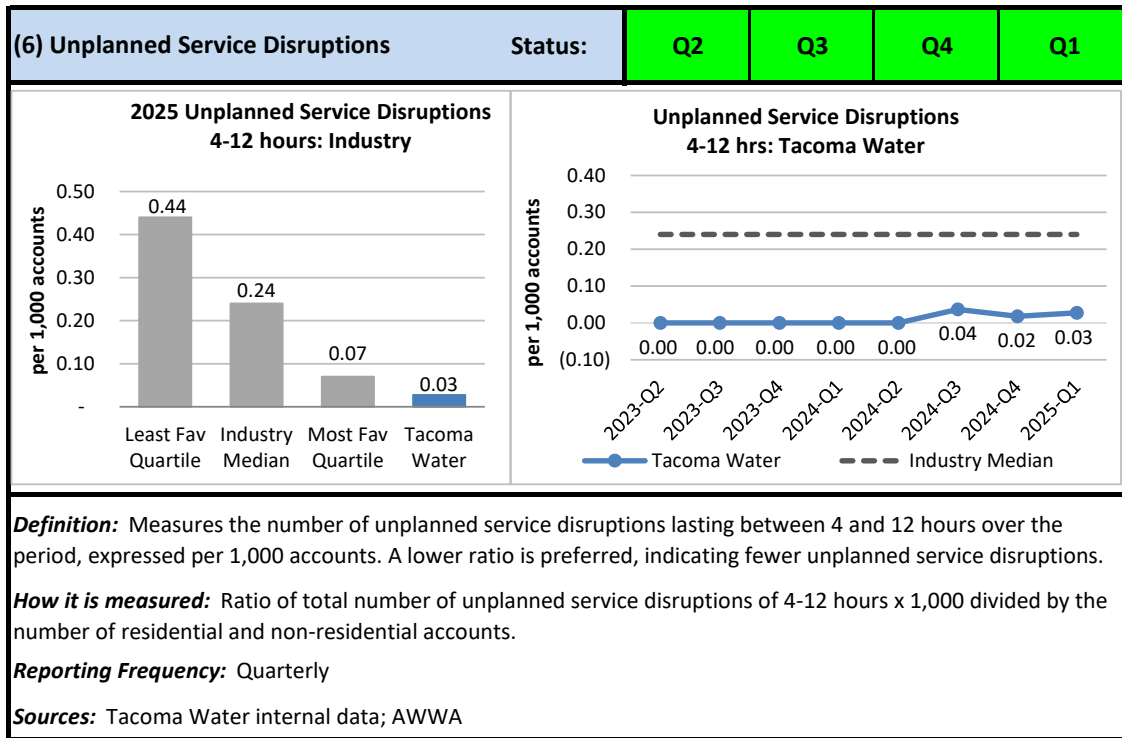 (6) Unplanned Service Disruptions Status: Q2 Q3 Q4 Q1
2025 Unplanned Service Disruptions
4-12 hours: Industry
per 1,000 accounts
0.50
0.40
0.30
0.20
0.10
-
0.44
0.24
0.07
0.03
Least Fav Quartile
Industry Median
Most Fav Quartile
Tacoma Water
Unplanned Service Disruptions
4-12 hrs: Tacoma Water
per 1,000 accounts
0.40
0.30
0.20
0.10
0.00
(0.10)
0.00 0.00 0.00 0.00 0.00 0.04 0.02 0.03
2023-Q2 2023-Q3 2023-Q4 2024-Q1 2024-Q2 2024-Q3 2024-Q4 2025-Q1
Tacoma Water Industry Median
Definition: Measures the number of unplanned service disruptions lasting between 4 and 12 hours over the
period, expressed per 1,000 accounts. A lower ratio is preferred, indicating fewer unplanned service disruptions.
How it is measured: Ratio of total number of unplanned service disruptions of 4-12 hours x 1,000 divided by the
number of residential and non-residential accounts.
Reporting Frequency: Quarterly
Sources: Tacoma Water internal data; AWWA